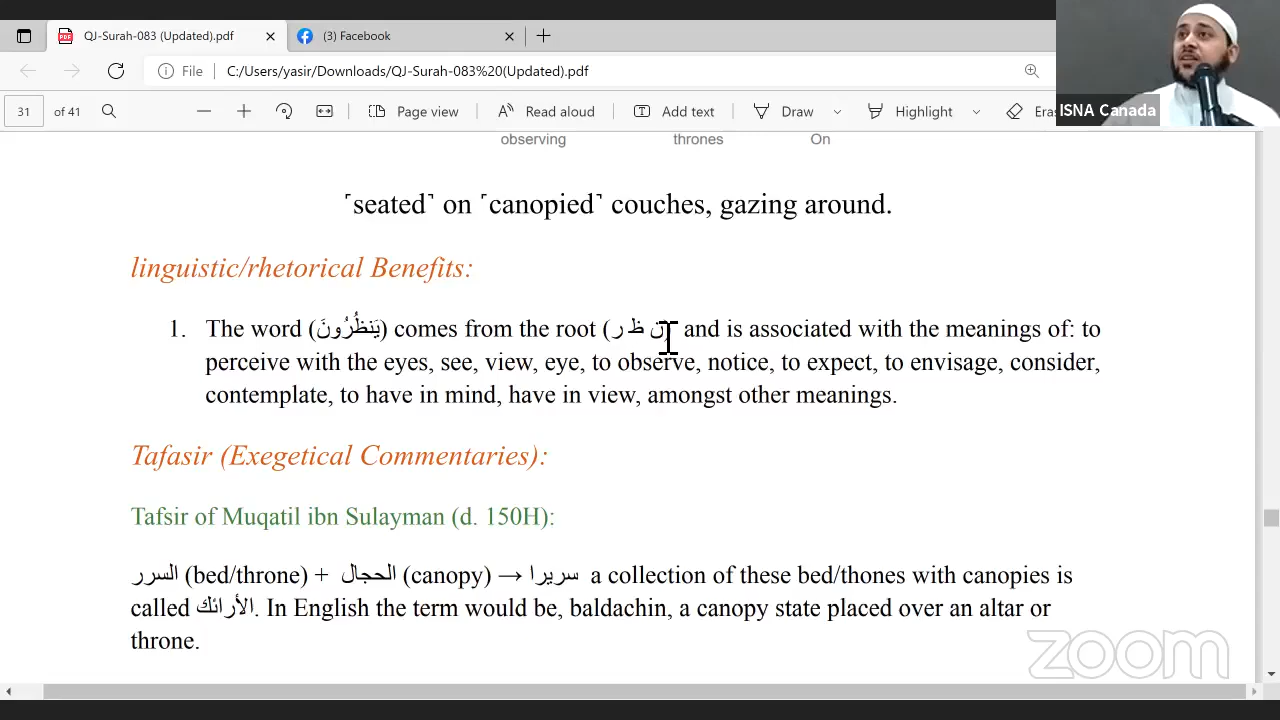 QJ-Surah-083 (Updated).pdf
(3) Facebook
File C:/Users/yasir/Downloads/QJ-Surah-083%20(Updated).pdf
31 of 41 Page view Read aloud Add text Draw Highlight Eras
ISNA Canada
observing thrones On
⸢seated⸣ on ⸢canopied⸣ couches, gazing around.
linguistic/rhetorical Benefits:
1. The word (يَنظُرُونَ) comes from the root (ن ظ ر) and is associated with the meanings of: to
perceive with the eyes, see, view, eye, to observe, notice, to expect, to envisage, consider,
contemplate, to have in mind, have in view, amongst other meanings.
Tafasir (Exegetical Commentaries):
Tafsir of Muqatil ibn Sulayman (d. 150H):
السرر (bed/throne) + الحجال (canopy) → سريرا a collection of these bed/thones with canopies is
called الأرائك. In English the term would be, baldachin, a canopy state placed over an altar or
throne.
zoom